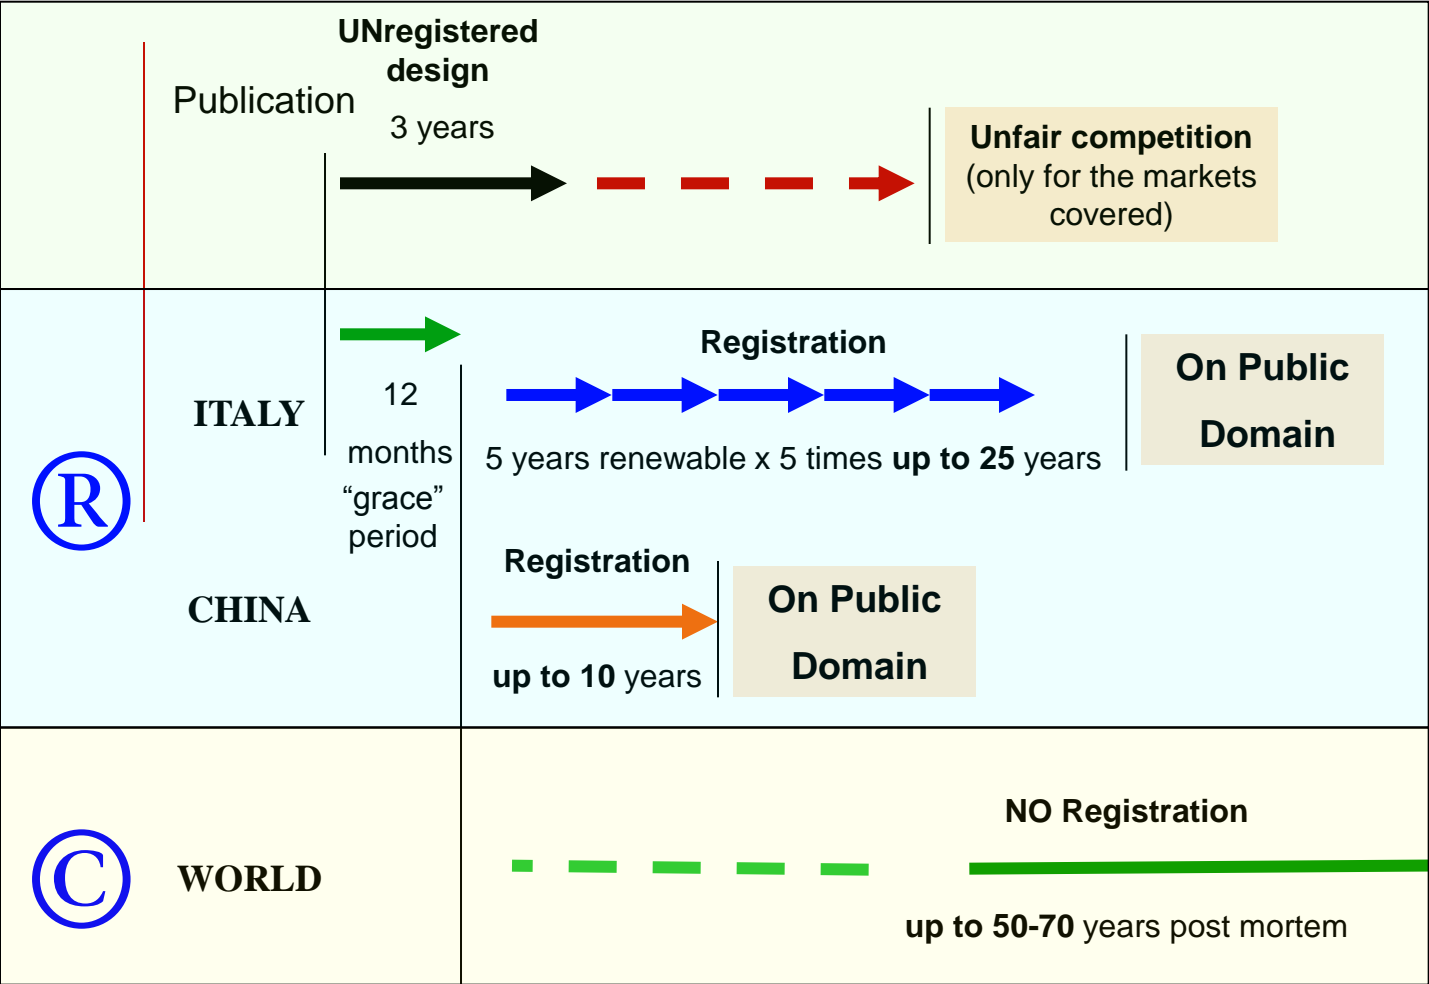 UNregistered
design
Publication
3 years
Unfair competition
(only for the markets
covered)
Registration
On Public
Domain
ITALY
12
months
“grace”
period
5 years renewable x 5 times up to 25 years
®
Registration
CHINA
On Public
Domain
up to 10 years
NO Registration
©
WORLD
up to 50-70 years post mortem